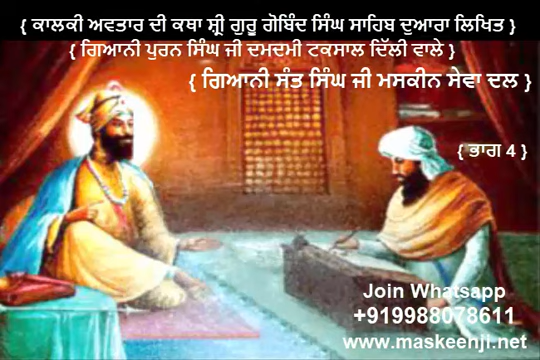 { ਕਾਲਕੀ ਅਵਤਾਰ ਦੀ ਕਥਾ ਸ਼੍ਰੀ ਗੁਰੂ ਗੋਬਿੰਦ ਸਿੰਘ ਸਾਹਿਬ ਦੁਆਰਾ ਲਿਖਿਤ }
{ ਗਿਆਨੀ ਪੁਰਨ ਸਿੰਘ ਜੀ ਦਮਦਮੀ ਟਕਸਾਲ ਦਿੱਲੀ ਵਾਲੇ }
{ ਗਿਆਨੀ ਸੰਤ ਸਿੰਘ ਜੀ ਮਸਕੀਨ ਸੇਵਾ ਦਲ }
{ ਭਾਗ 4 }
Join Whatsapp
+919988078611
www.maskeenji.net